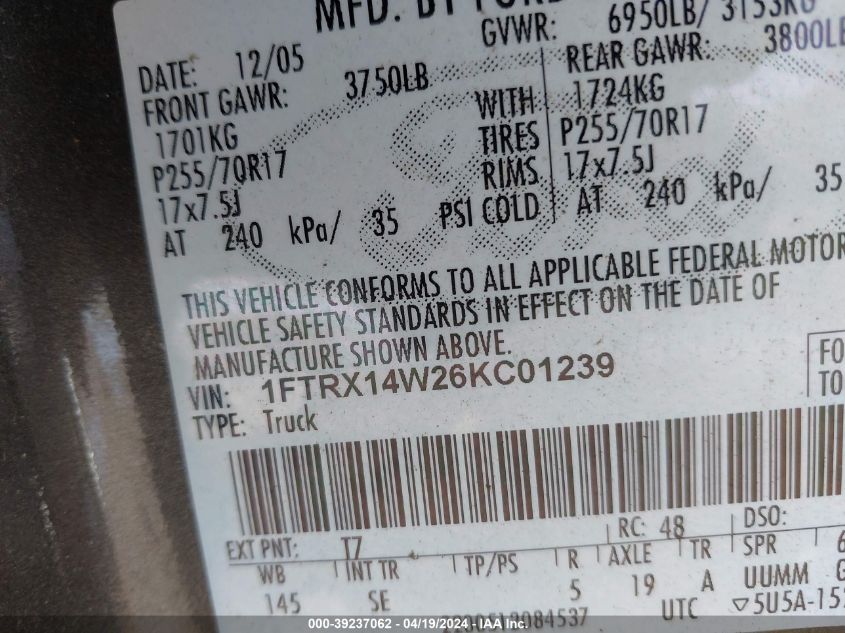 MFD. BY FORD
GVWR: 6950LB/ 3153KG
DATE: 12/05
FRONT GAWR: 3750LB
REAR GAWR: 3800LB
1701KG WITH 1724KG
P255/70R17 TIRES P255/70R17
17x7.5J RIMS 17x7.5J
AT 240 kPa/ 35 PSI COLD AT 240 kPa/ 35
THIS VEHICLE CONFORMS TO ALL APPLICABLE FEDERAL MOTOR
VEHICLE SAFETY STANDARDS IN EFFECT ON THE DATE OF
MANUFACTURE SHOWN ABOVE.
VIN: 1FTRX14W26KC01239
FO
TYPE: Truck
TO
EXT PNT: T7 RC: 48 DSO:
WB INT TR TP/PS R AXLE TR SPR
145 SE 5 19 A UUMM
UTC ▽5U5A-15
000-39237062 - 04/19/2024 - IAA Inc.